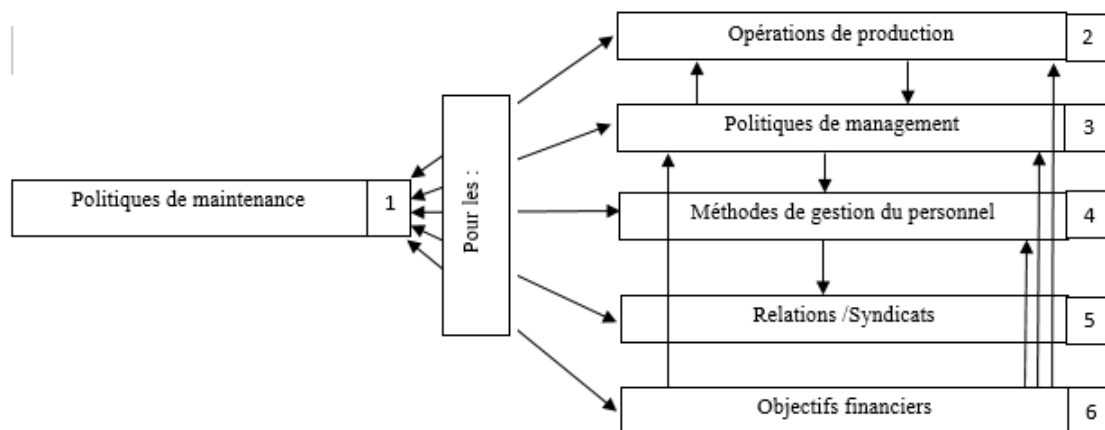 Opérations de production 2
Politiques de management 3
Politiques de maintenance 1
Pour les :
Méthodes de gestion du personnel 4
Relations /Syndicats 5
Objectifs financiers 6